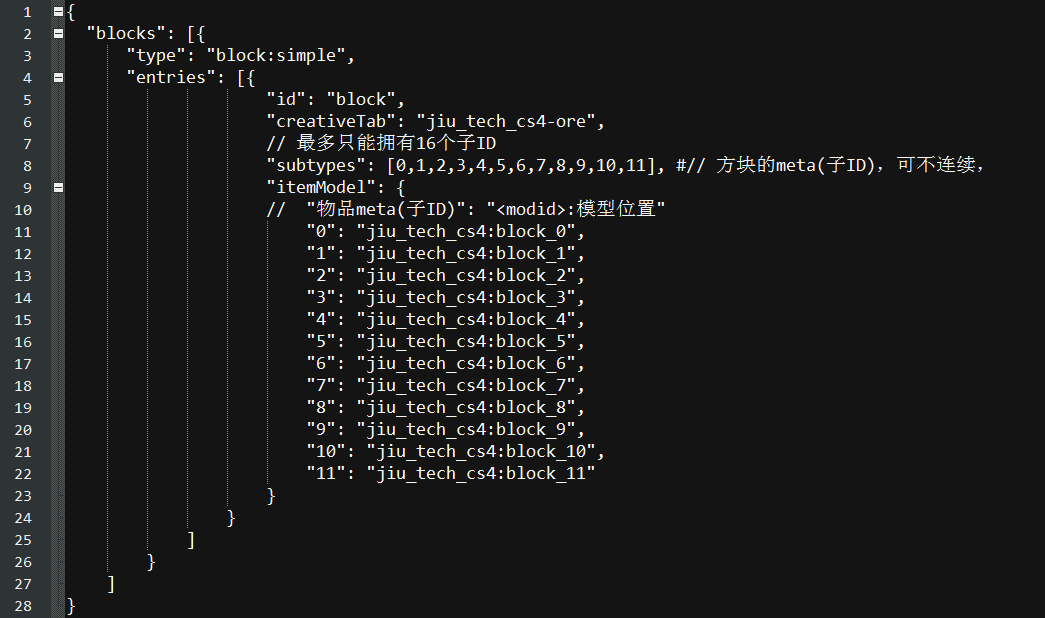 1 {
2 "blocks": [{
3 "type": "block:simple",
4 "entries": [{
5 "id": "block",
6 "creativeTab": "jiu_tech_cs4-ore",
7 // 最多只能拥有16个子ID
8 "subtypes": [0,1,2,3,4,5,6,7,8,9,10,11], #// 方块的meta(子ID)，可不连续，
9 "itemModel": {
10 // "物品meta(子ID)": "<modid>:模型位置"
11 "0": "jiu_tech_cs4:block_0",
12 "1": "jiu_tech_cs4:block_1",
13 "2": "jiu_tech_cs4:block_2",
14 "3": "jiu_tech_cs4:block_3",
15 "4": "jiu_tech_cs4:block_4",
16 "5": "jiu_tech_cs4:block_5",
17 "6": "jiu_tech_cs4:block_6",
18 "7": "jiu_tech_cs4:block_7",
19 "8": "jiu_tech_cs4:block_8",
20 "9": "jiu_tech_cs4:block_9",
21 "10": "jiu_tech_cs4:block_10",
22 "11": "jiu_tech_cs4:block_11"
23 }
24 }
25 ]
26 }
27 ]
28 }